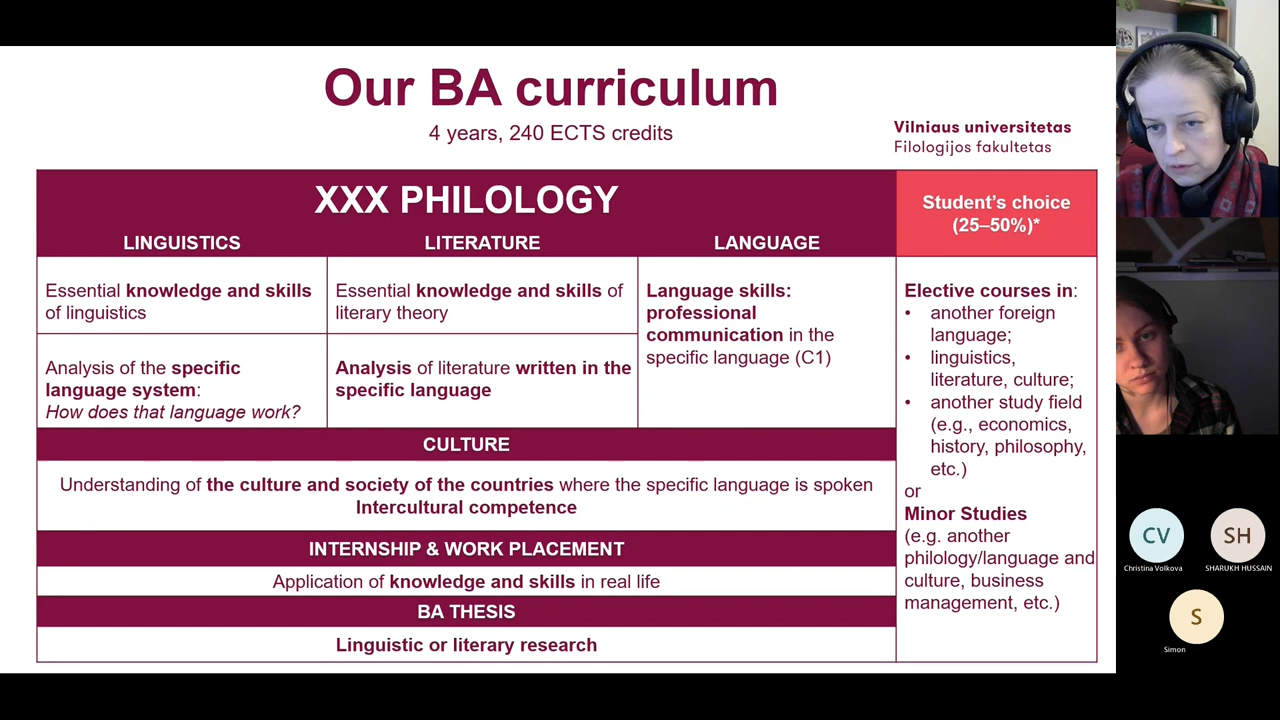 Our BA curriculum
4 years, 240 ECTS credits
Vilniaus universitetas
Filologijos fakultetas
XXX PHILOLOGY
LINGUISTICS
LITERATURE
LANGUAGE
Student's choice
(25–50%)*
Essential knowledge and skills
of linguistics
Essential knowledge and skills of
literary theory
Language skills:
professional
communication in the
specific language (C1)
Analysis of the specific
language system:
How does that language work?
Analysis of literature written in the
specific language
CULTURE
Understanding of the culture and society of the countries where the specific language is spoken
Intercultural competence
INTERNSHIP & WORK PLACEMENT
Application of knowledge and skills in real life
BA THESIS
Linguistic or literary research
Elective courses in:
• another foreign
language;
• linguistics,
literature, culture;
• another study field
(e.g., economics,
history, philosophy,
etc.)
or
Minor Studies
(e.g. another
philology/language and
culture, business
management, etc.)
CV
Christina Volkova
SH
SHARUKH HUSSAIN
S
Simon